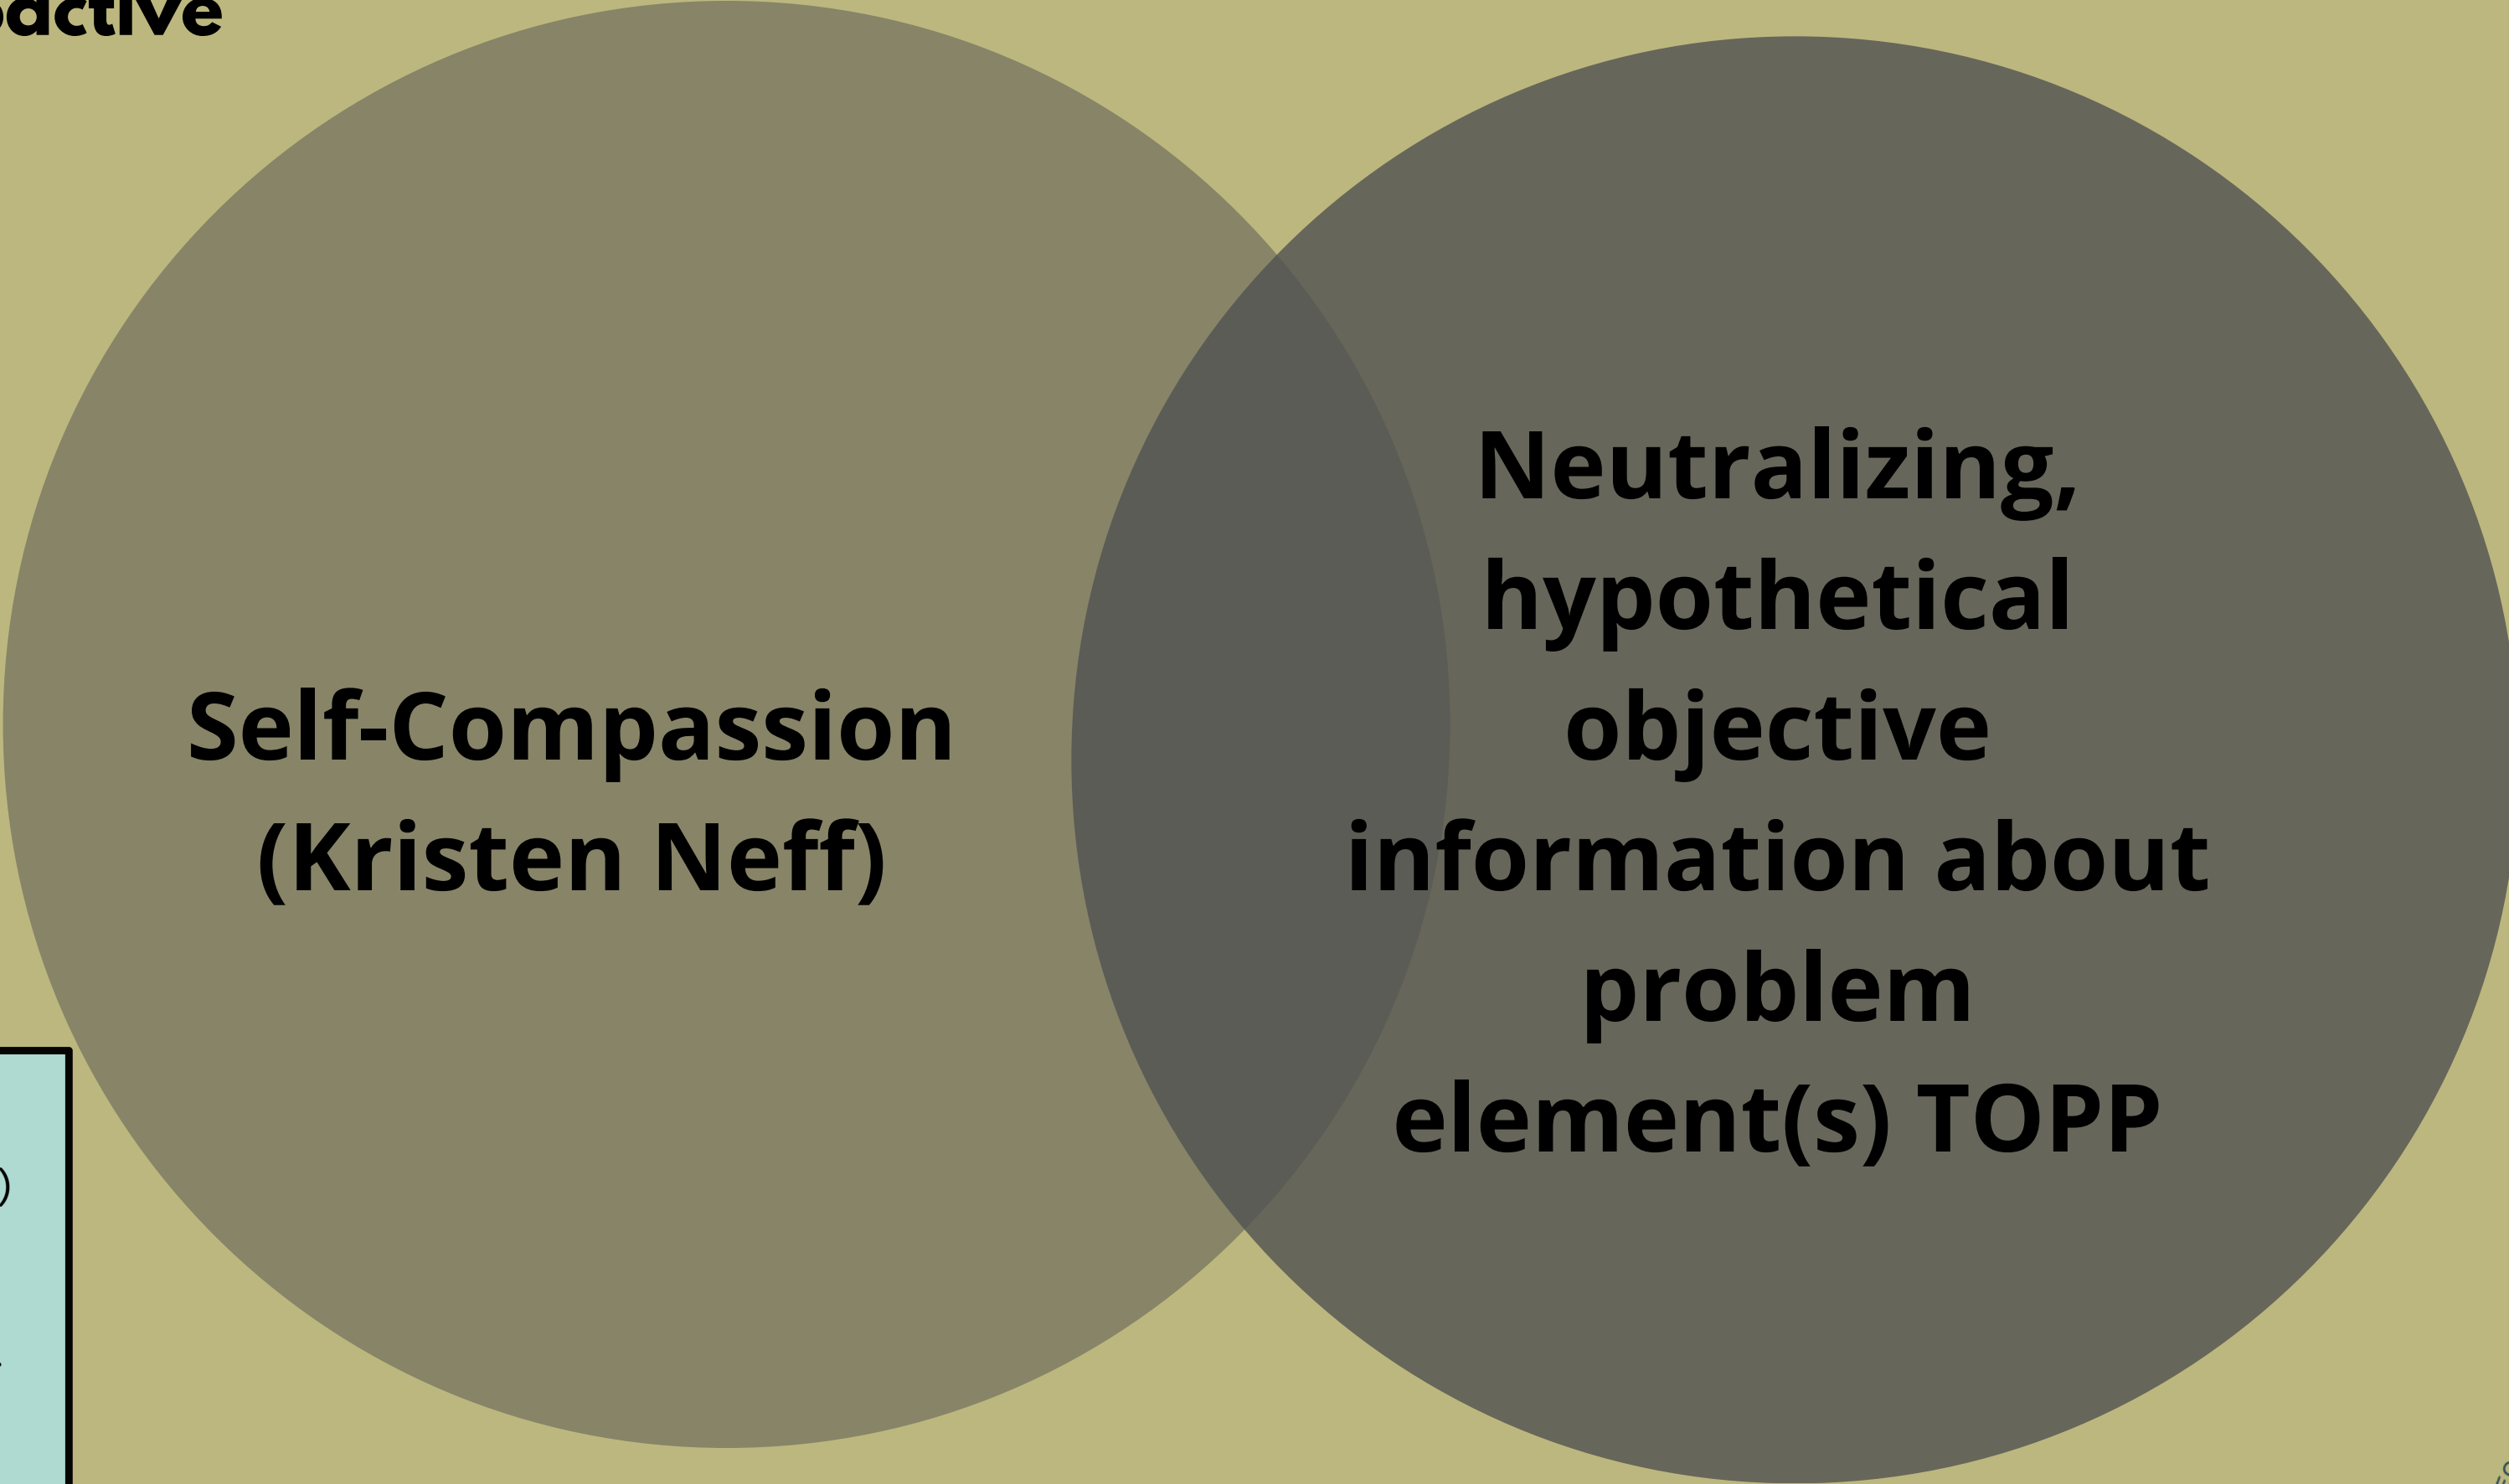 Self-Compassion
(Kristen Neff)
Neutralizing,
hypothetical
objective
information about
problem
element(s) TOPP